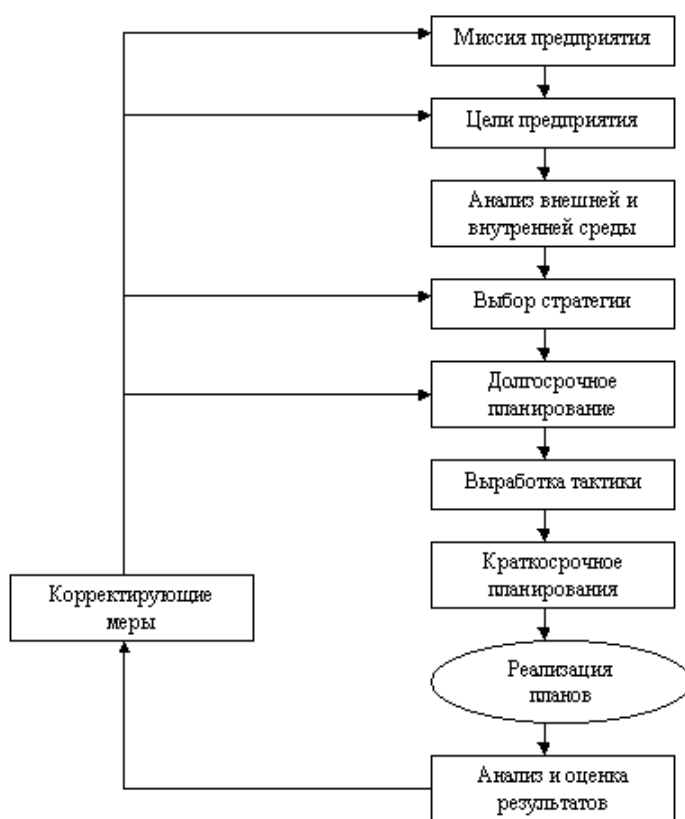 Миссия предприятия
Цели предприятия
Анализ внешней и
внутренней среды
Выбор стратегии
Долгосрочное
планирование
Выработка тактики
Краткосрочное
планирования
Корректирующие
меры
Реализация
планов
Анализ и оценка
результатов